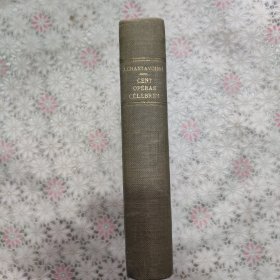 J. CHANTAVOINE
CENT
OPÉRAS
CÉLÈBRES